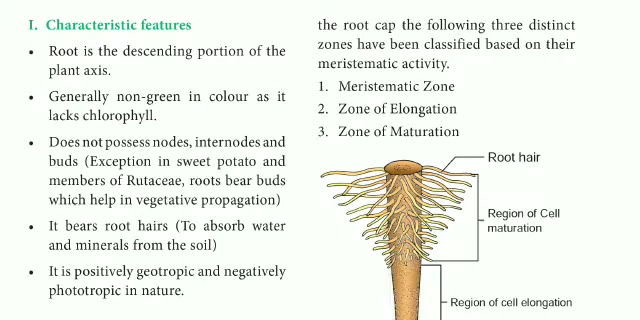 I. Characteristic features
• Root is the descending portion of the
plant axis.
• Generally non-green in colour as it
lacks chlorophyll.
• Does not possess nodes, internodes and
buds (Exception in sweet potato and
members of Rutaceae, roots bear buds
which help in vegetative propagation)
• It bears root hairs (To absorb water
and minerals from the soil)
• It is positively geotropic and negatively
phototropic in nature.
the root cap the following three distinct
zones have been classified based on their
meristematic activity.
1. Meristematic Zone
2. Zone of Elongation
3. Zone of Maturation
Root hair
Region of Cell
maturation
Region of cell elongation